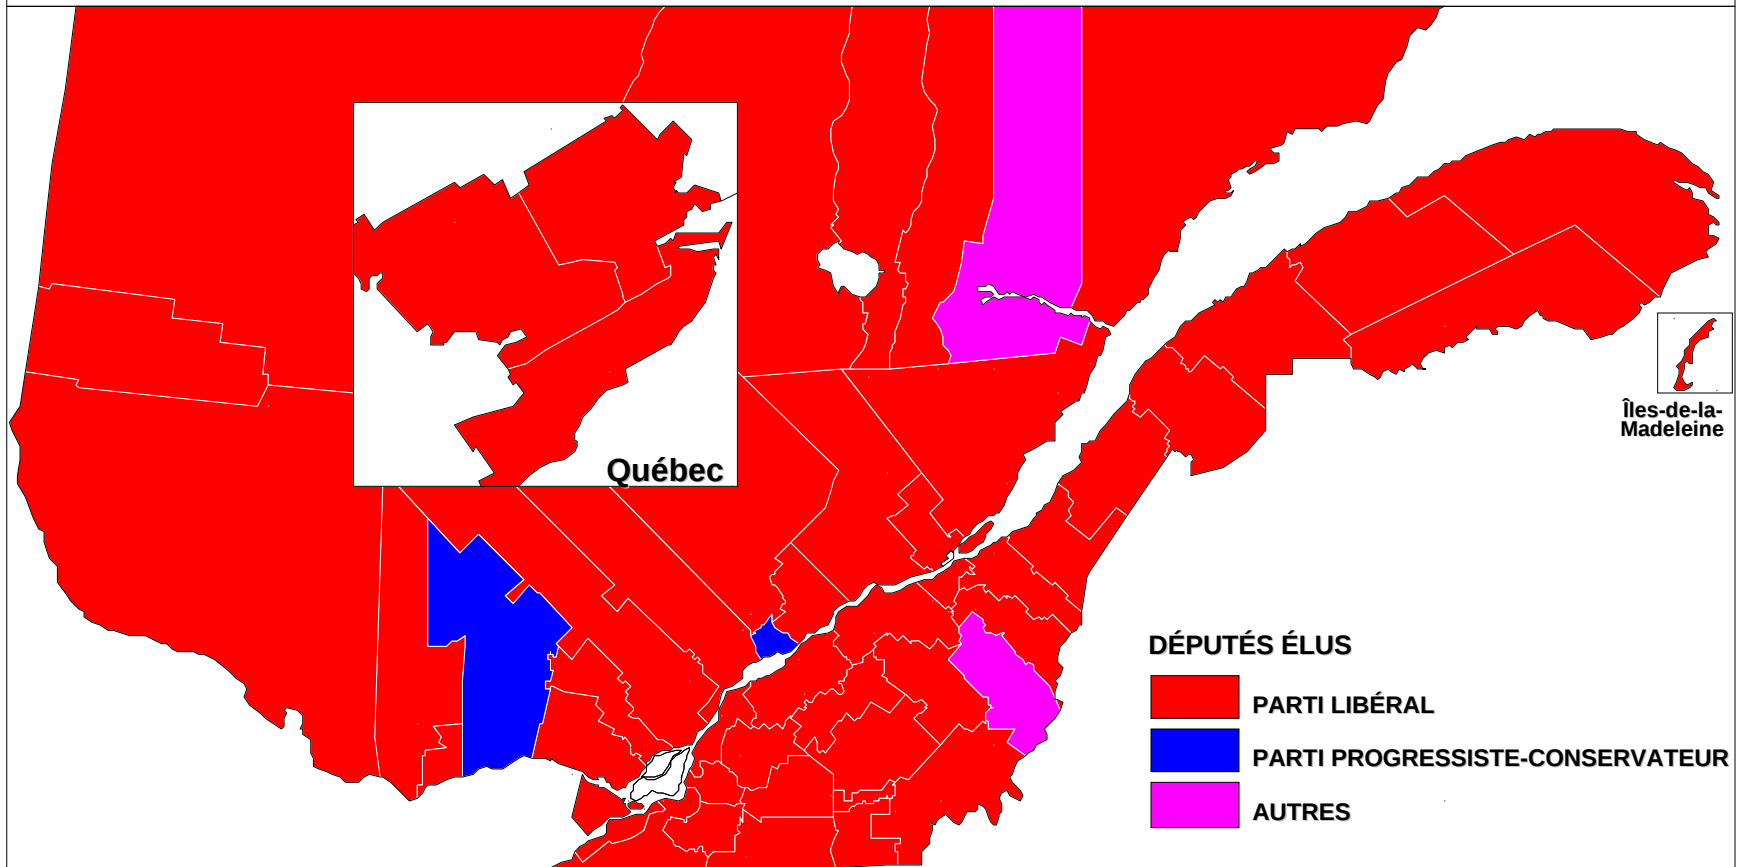 Québec
Îles-de-la-
Madeleine
DÉPUTÉS ÉLUS
PARTI LIBÉRAL
PARTI PROGRESSISTE-CONSERVATEUR
AUTRES